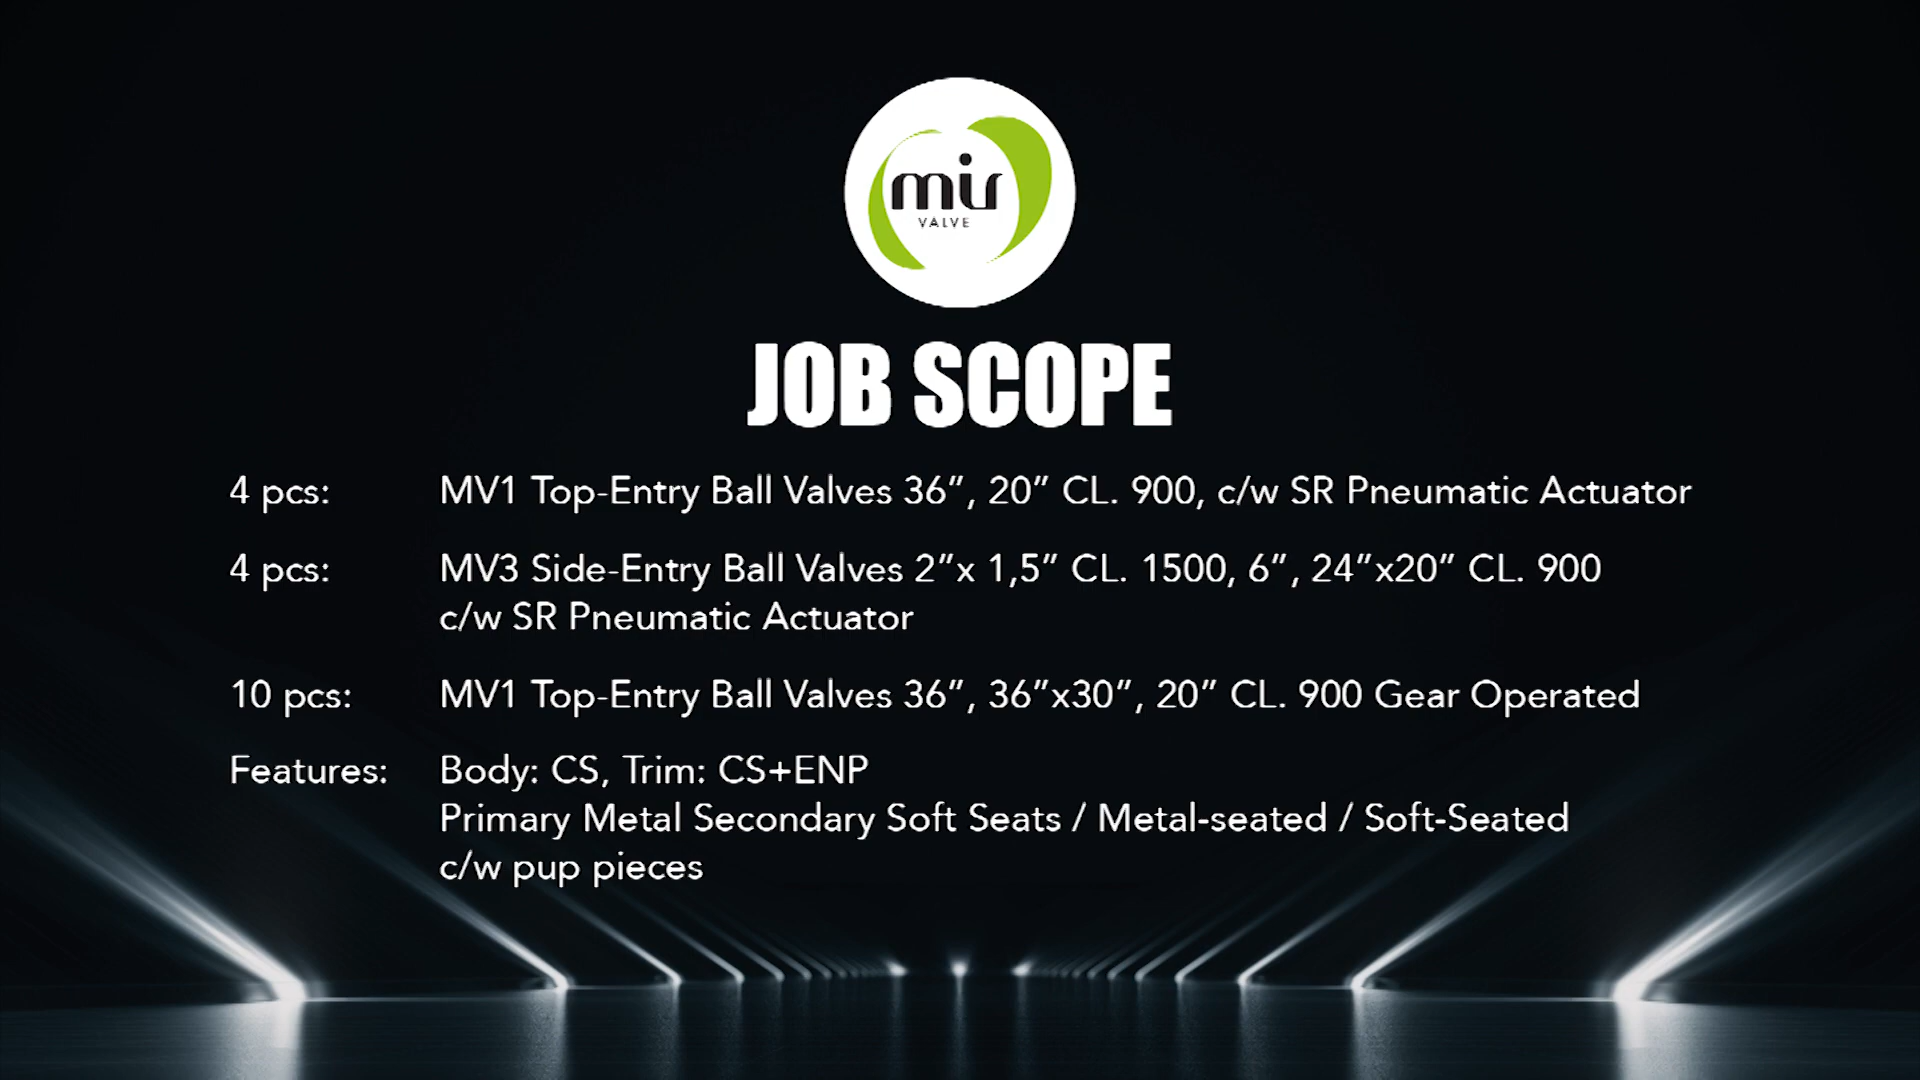 mir
VALVE
JOB SCOPE
4 pcs: MV1 Top-Entry Ball Valves 36”, 20” CL. 900, c/w SR Pneumatic Actuator
4 pcs: MV3 Side-Entry Ball Valves 2”x 1,5” CL. 1500, 6”, 24”x20” CL. 900
c/w SR Pneumatic Actuator
10 pcs: MV1 Top-Entry Ball Valves 36”, 36”x30”, 20” CL. 900 Gear Operated
Features: Body: CS, Trim: CS+ENP
Primary Metal Secondary Soft Seats / Metal-seated / Soft-Seated
c/w pup pieces